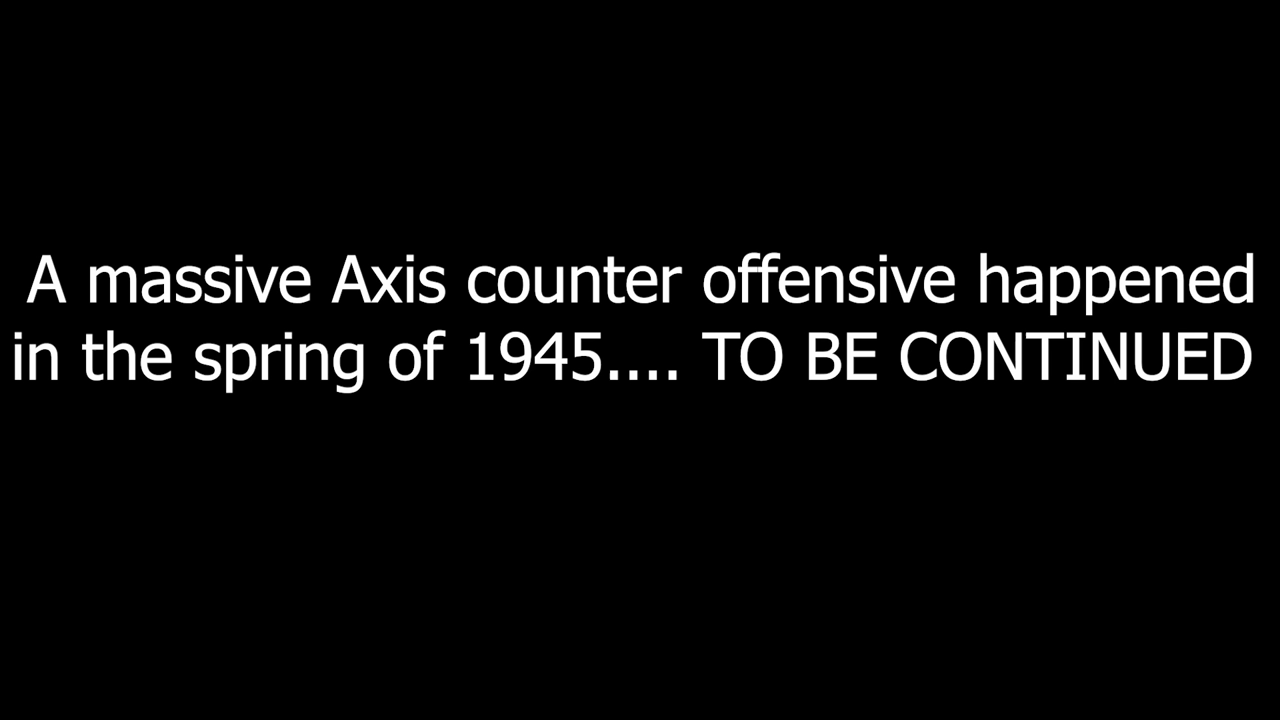 A massive Axis counter offensive happened
in the spring of 1945.... TO BE CONTINUED